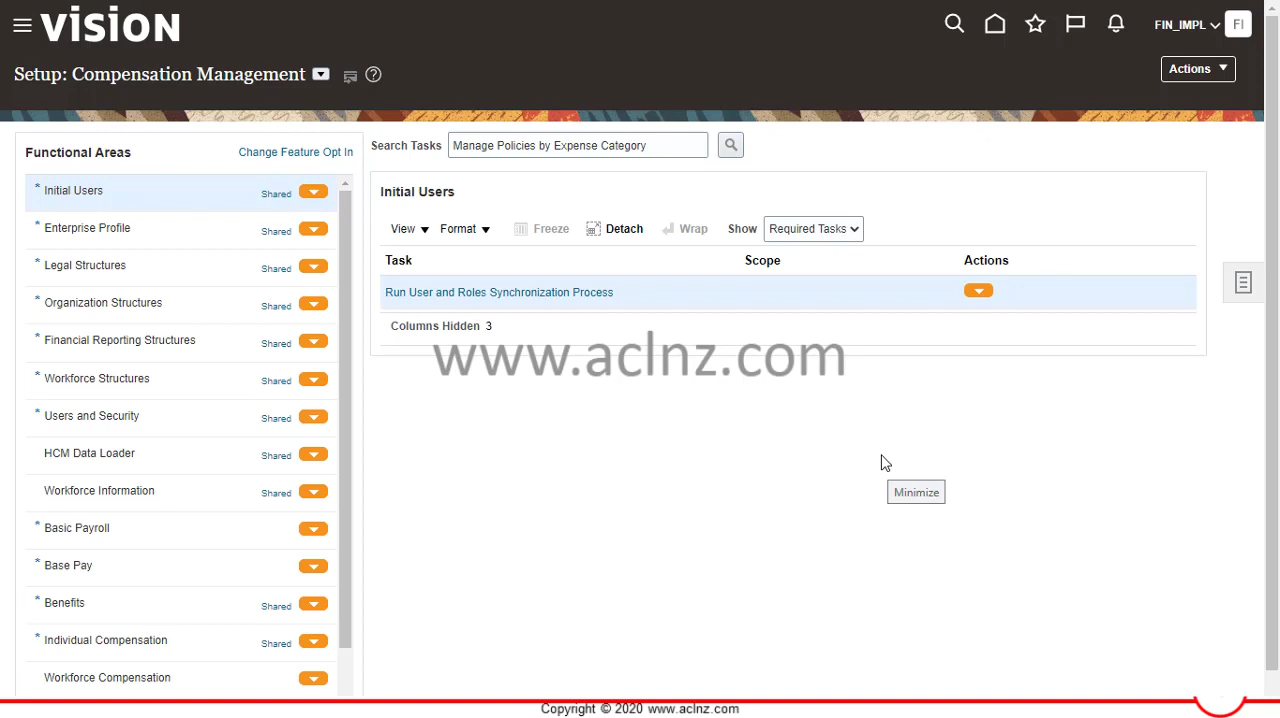 vision
FIN_IMPL
FI
Setup: Compensation Management
Actions
Functional Areas
Change Feature Opt In
* Initial Users Shared
* Enterprise Profile Shared
* Legal Structures Shared
* Organization Structures Shared
* Financial Reporting Structures Shared
* Workforce Structures Shared
* Users and Security Shared
HCM Data Loader Shared
Workforce Information Shared
* Basic Payroll
* Base Pay
* Benefits Shared
* Individual Compensation Shared
Workforce Compensation
Search Tasks Manage Policies by Expense Category
Initial Users
View Format Freeze Detach Wrap Show Required Tasks
Task Scope Actions
Run User and Roles Synchronization Process
Columns Hidden 3
www.aclnz.com
Minimize
Copyright © 2020 www.aclnz.com